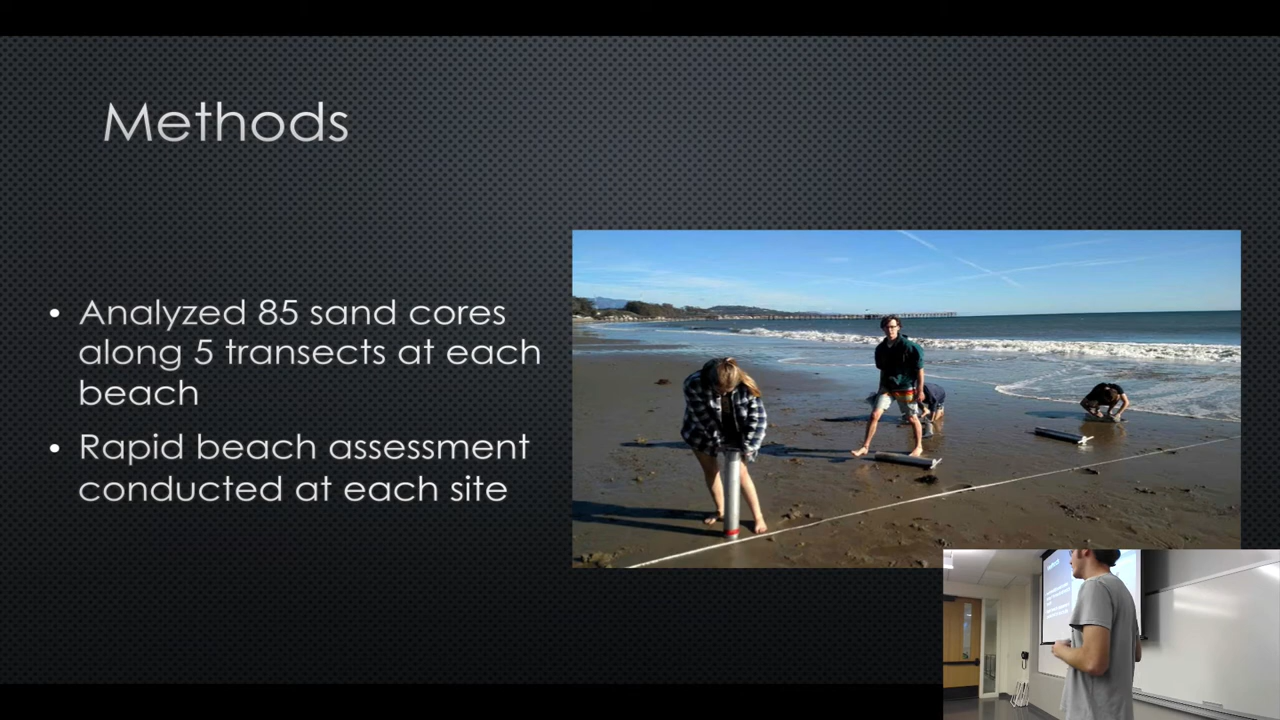 Methods
• Analyzed 85 sand cores
along 5 transects at each
beach
• Rapid beach assessment
conducted at each site